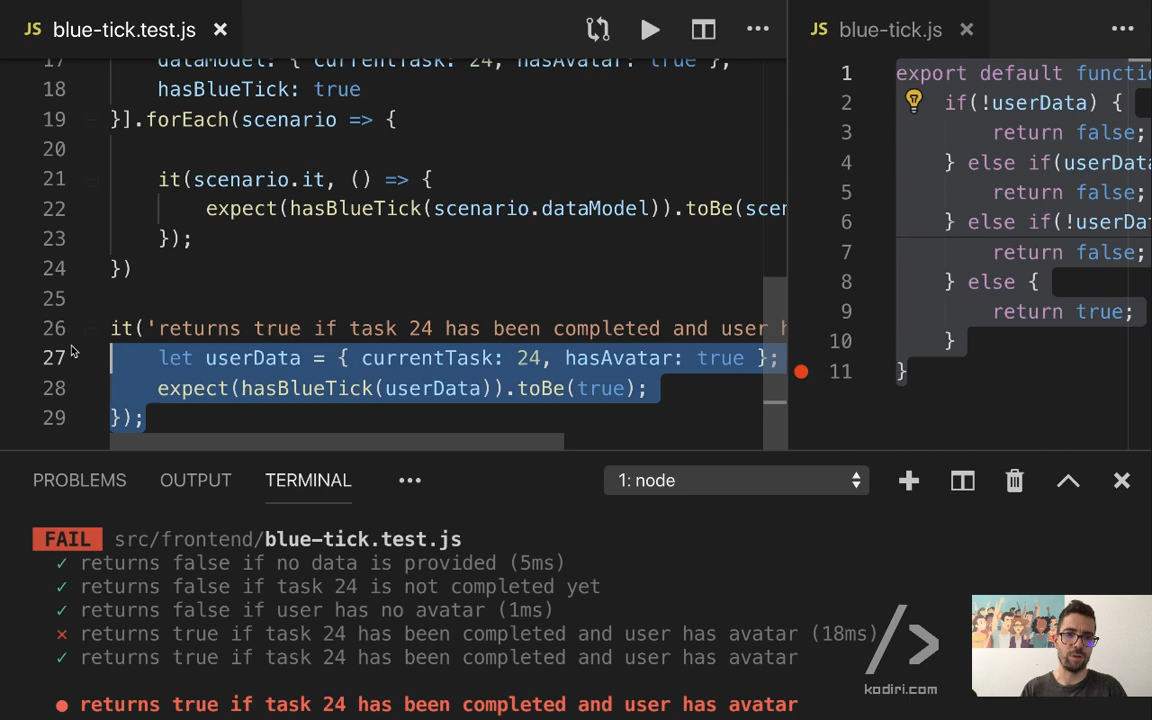 JS blue-tick.test.js ×
17 dataModel: { currentTask: 24, hasAvatar: true },
18 hasBlueTick: true
19 }].forEach(scenario => {
20
21 it(scenario.it, () => {
22 expect(hasBlueTick(scenario.dataModel)).toBe(scen
23 });
24 })
25
26 it('returns true if task 24 has been completed and user h
27 let userData = { currentTask: 24, hasAvatar: true };
28 expect(hasBlueTick(userData)).toBe(true);
29 });
JS blue-tick.js ×
1 export default functi
2 if(!userData) {
3 return false;
4 } else if(userData
5 return false;
6 } else if(!userDat
7 return false;
8 } else {
9 return true;
10 }
11 }
PROBLEMS OUTPUT TERMINAL ••• 1: node
FAIL src/frontend/blue-tick.test.js
✓ returns false if no data is provided (5ms)
✓ returns false if task 24 is not completed yet
✓ returns false if user has no avatar (1ms)
× returns true if task 24 has been completed and user has avatar (18ms)
✓ returns true if task 24 has been completed and user has avatar
● returns true if task 24 has been completed and user has avatar
/>
kodiri.com